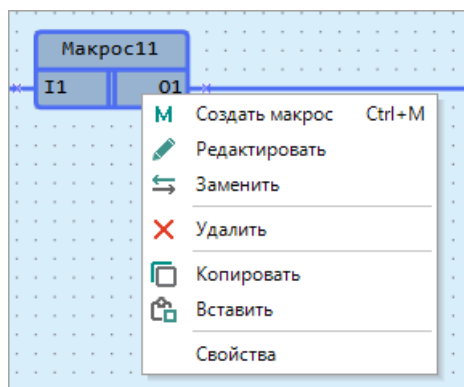 Макрос11
I1 O1
Создать макрос Ctrl+M
Редактировать
Заменить
Удалить
Копировать
Вставить
Свойства